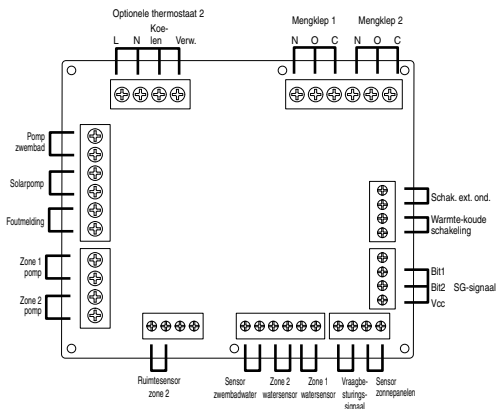 Optionele thermostaat 2
L N Koe-
len Verw.
Mengklep 1
N O C
Mengklep 2
N O C
Pomp
zwembad
Solarpomp
Foutmelding
Zone 1
pomp
Zone 2
pomp
Schak. ext. ond.
Warmte-koude
schakeling
Bit1
Bit2 SG-signaal
Vcc
Ruimtesensor
zone 2
Sensor
zwembadwater
Zone 2
watersensor
Zone 1
watersensor
Vraagbe-
sturings-
signaal
Sensor
zonnepanelen